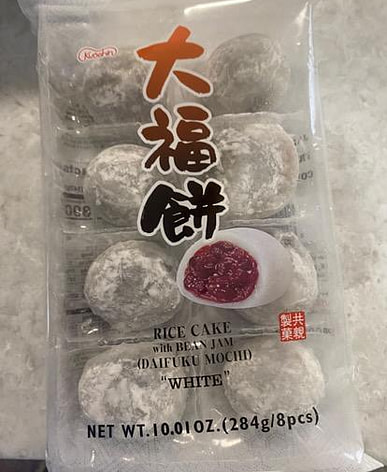 Kyoshin
大福餅
RICE CAKE
with BEAN JAM
(DAIFUKU MOCHI)
"WHITE"
共親
製菓
NET WT.10.01OZ.(284g/8pcs)